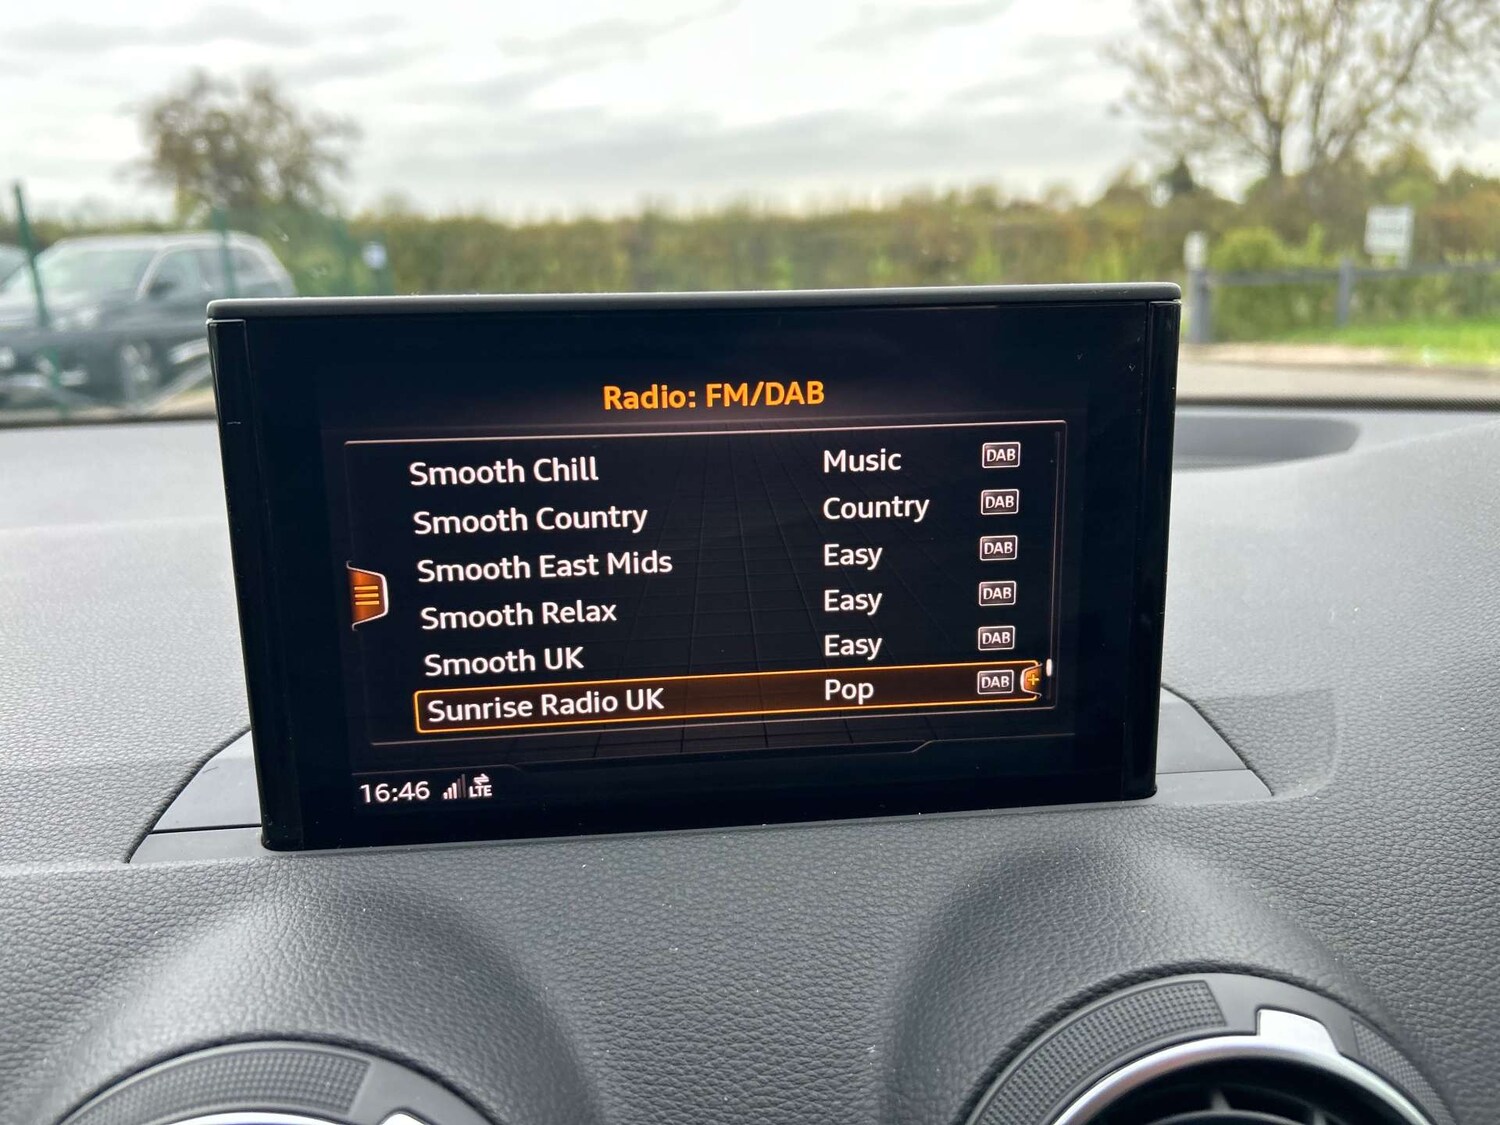 Radio: FM/DAB
Smooth Chill Music DAB
Smooth Country Country DAB
Smooth East Mids Easy DAB
Smooth Relax Easy DAB
Smooth UK Easy DAB
Sunrise Radio UK Pop DAB +
16:46 LTE